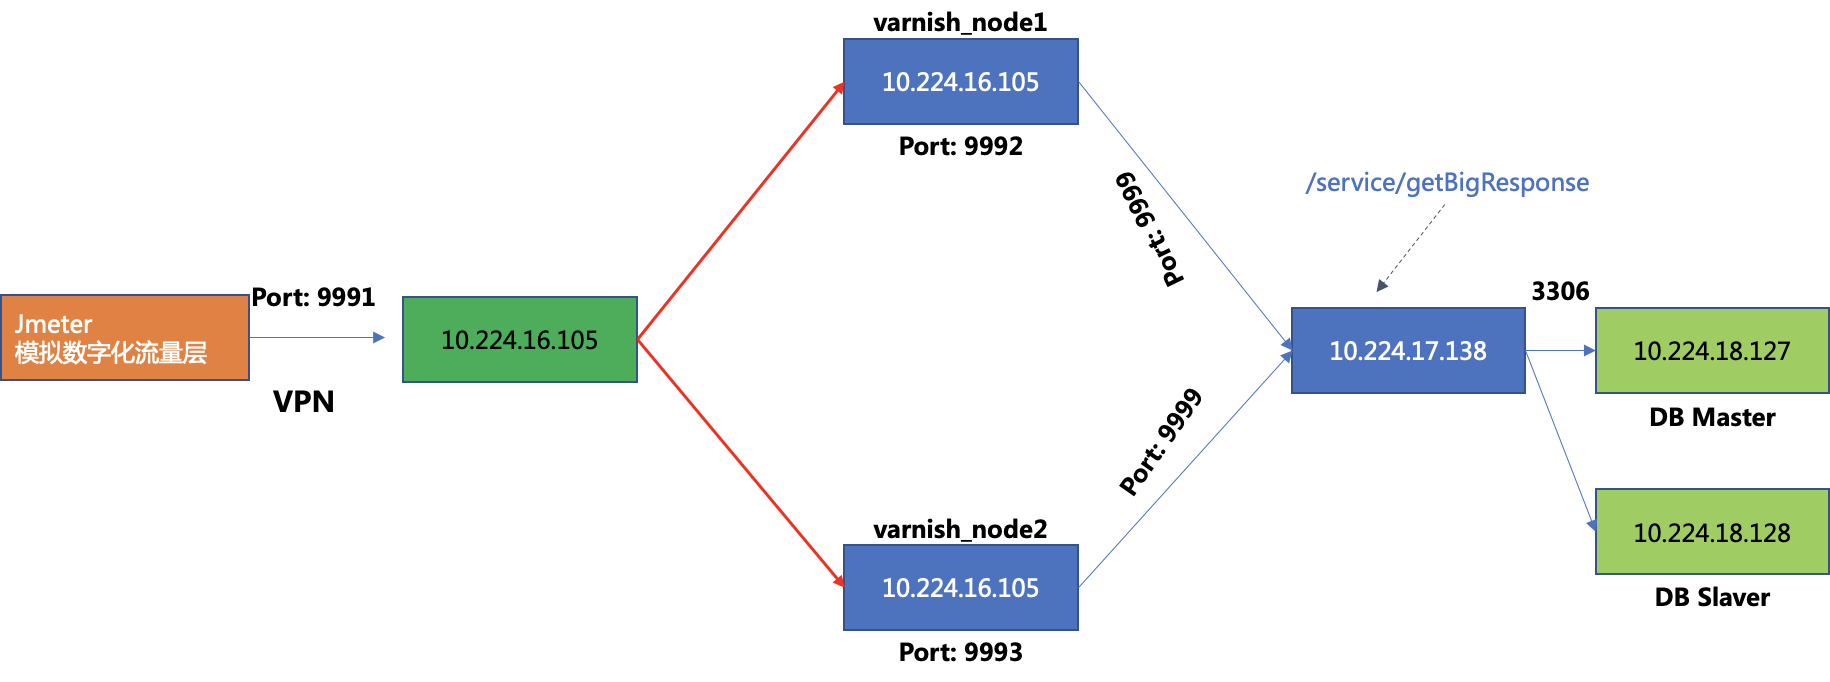 varnish_node1
10.224.16.105
Port: 9992
Port: 9999
/service/getBigResponse
Port: 9991
Jmeter
模拟数字化流量层
VPN
10.224.16.105
10.224.17.138
3306
10.224.18.127
DB Master
Port: 9999
varnish_node2
10.224.16.105
Port: 9993
10.224.18.128
DB Slaver